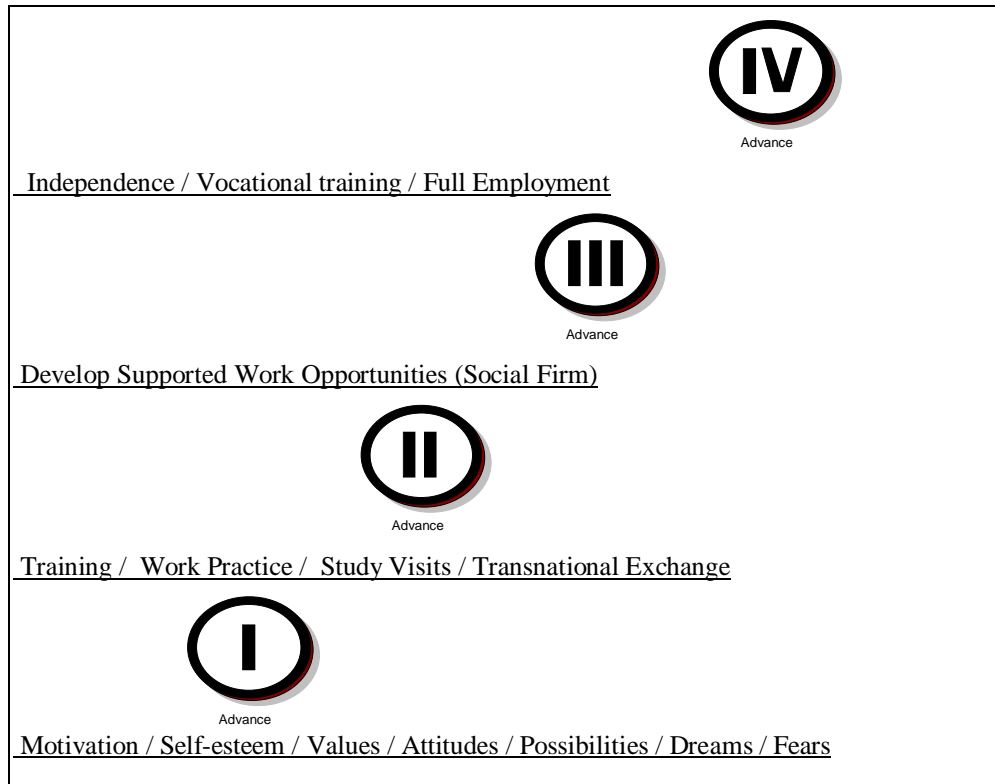 IV
Advance
Independence / Vocational training / Full Employment
III
Advance
Develop Supported Work Opportunities (Social Firm)
II
Advance
Training / Work Practice / Study Visits / Transnational Exchange
I
Advance
Motivation / Self-esteem / Values / Attitudes / Possibilities / Dreams / Fears